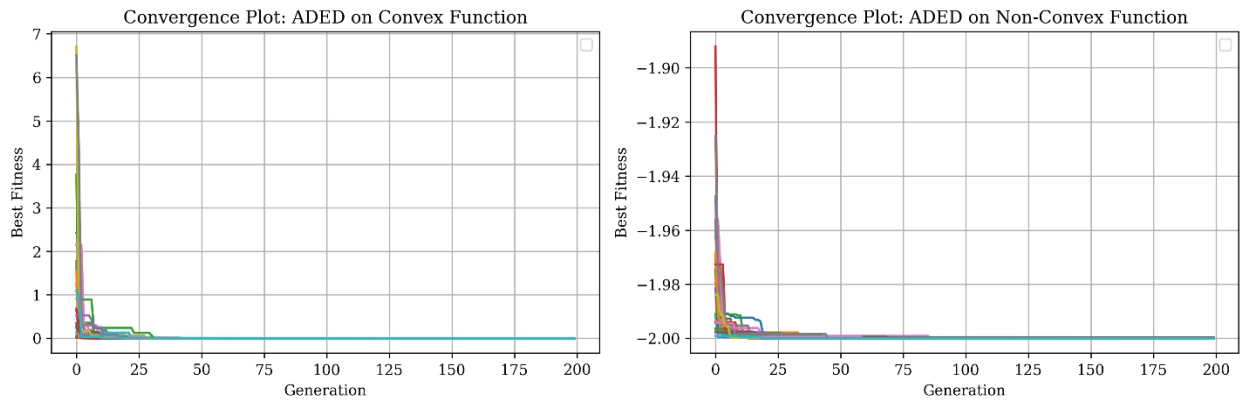 Convergence Plot: ADED on Convex Function
7
6
5
4
3
2
1
0
Best Fitness
0 25 50 75 100 125 150 175 200
Generation
Convergence Plot: ADED on Non-Convex Function
−1.90
−1.92
−1.94
−1.96
−1.98
−2.00
Best Fitness
0 25 50 75 100 125 150 175 200
Generation